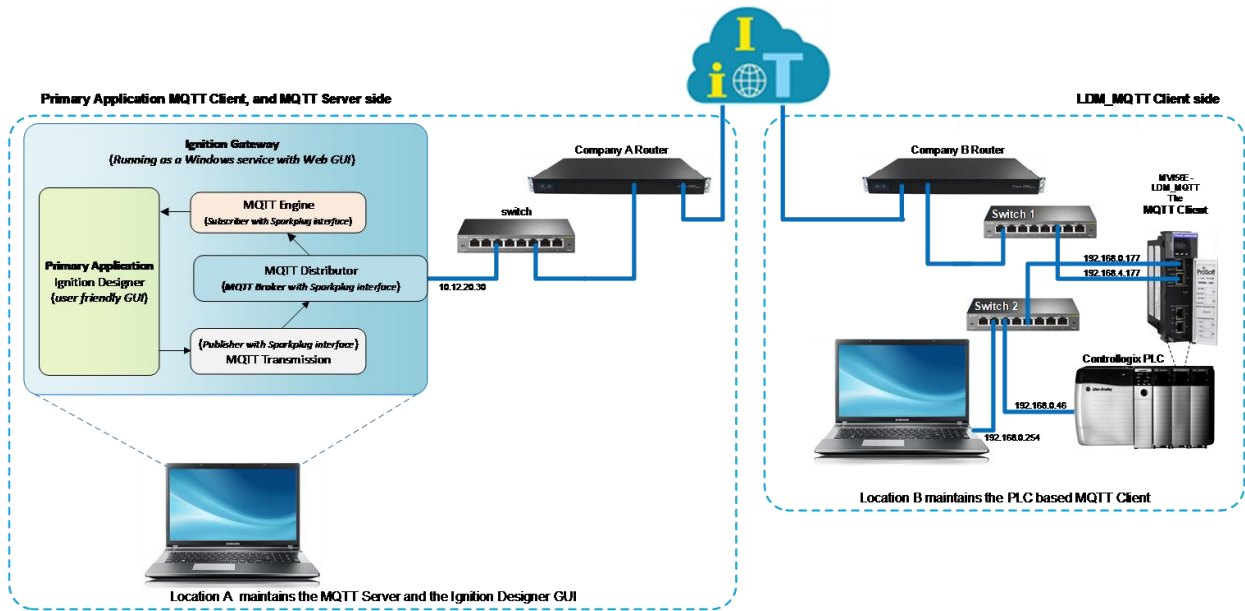 I
i T
Primary Application MQTT Client, and MQTT Server side
LDM_MQTT Client side
Ignition Gateway
{Running as a Windows service with Web GUI}
MQTT Engine
{Subscriber with Sparkplug interface}
Primary Application
Ignition Designer
{user friendly GUI}
MQTT Distributor
{MQTT Broker with Sparkplug interface}
{Publisher with Sparkplug interface}
MQTT Transmission
10.12.20.30
switch
Company A Router
Company B Router
Switch 1
MVI56E -
LDM_MQTT
The
MQTT Client
192.168.0.177
192.168.4.177
ProSoft
Switch 2
Controllogix PLC
192.168.0.46
192.168.0.254
SAMSUNG
SAMSUNG
Location A maintains the MQTT Server and the Ignition Designer GUI
Location B maintains the PLC based MQTT Client